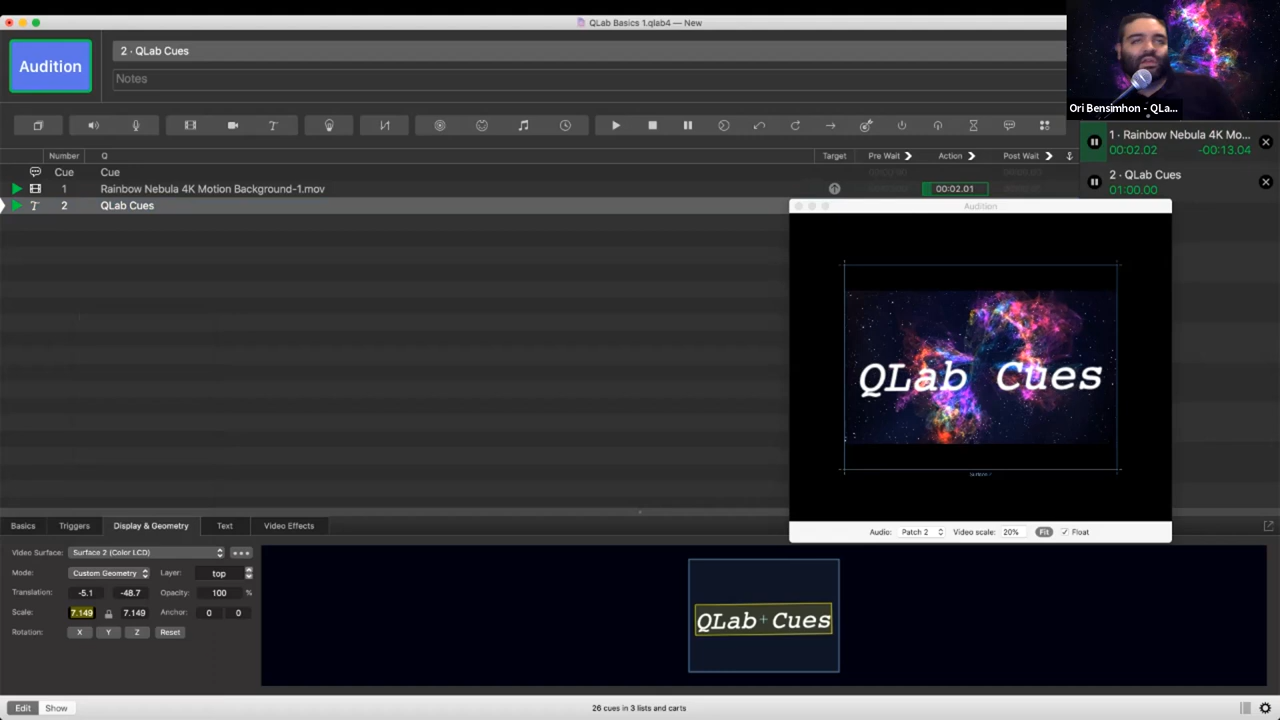 QLab Basics 1.qlab4 — New
Audition
2 · QLab Cues
Notes
Ori Bensimhon - QLa...
Number Q Target Pre Wait Action Post Wait
Cue Cue
1 Rainbow Nebula 4K Motion Background-1.mov 00:02.01
2 QLab Cues
1 · Rainbow Nebula 4K Mo...
00:02.02 -00:13.04
2 · QLab Cues
01:00.00
Audition
QLab Cues
Audio: Patch 2 Video scale: 20% Fit Float
Basics Triggers Display & Geometry Text Video Effects
Video Surface: Surface 2 (Color LCD)
Mode: Custom Geometry Layer: top
Translation: -5.1 -48.7 Opacity: 100 %
Scale: 7.149 7.149 Anchor: 0 0
Rotation: X Y Z Reset
QLab Cues
Edit Show
26 cues in 3 lists and carts